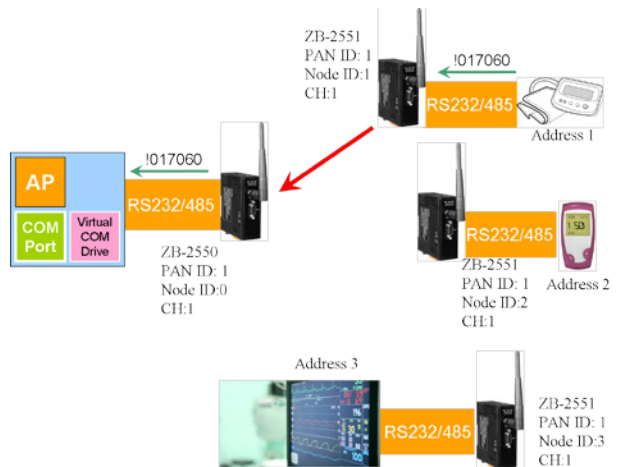 ZB-2551
PAN ID: 1
Node ID:1
CH:1
!017060
RS232/485
Address 1
!017060
AP
COM
Port
Virtual
COM
Drive
RS232/485
ZB-2550
PAN ID: 1
Node ID:0
CH:1
RS232/485
ZB-2551
PAN ID: 1
Node ID:2
CH:1
Address 2
Address 3
RS232/485
ZB-2551
PAN ID: 1
Node ID:3
CH:1